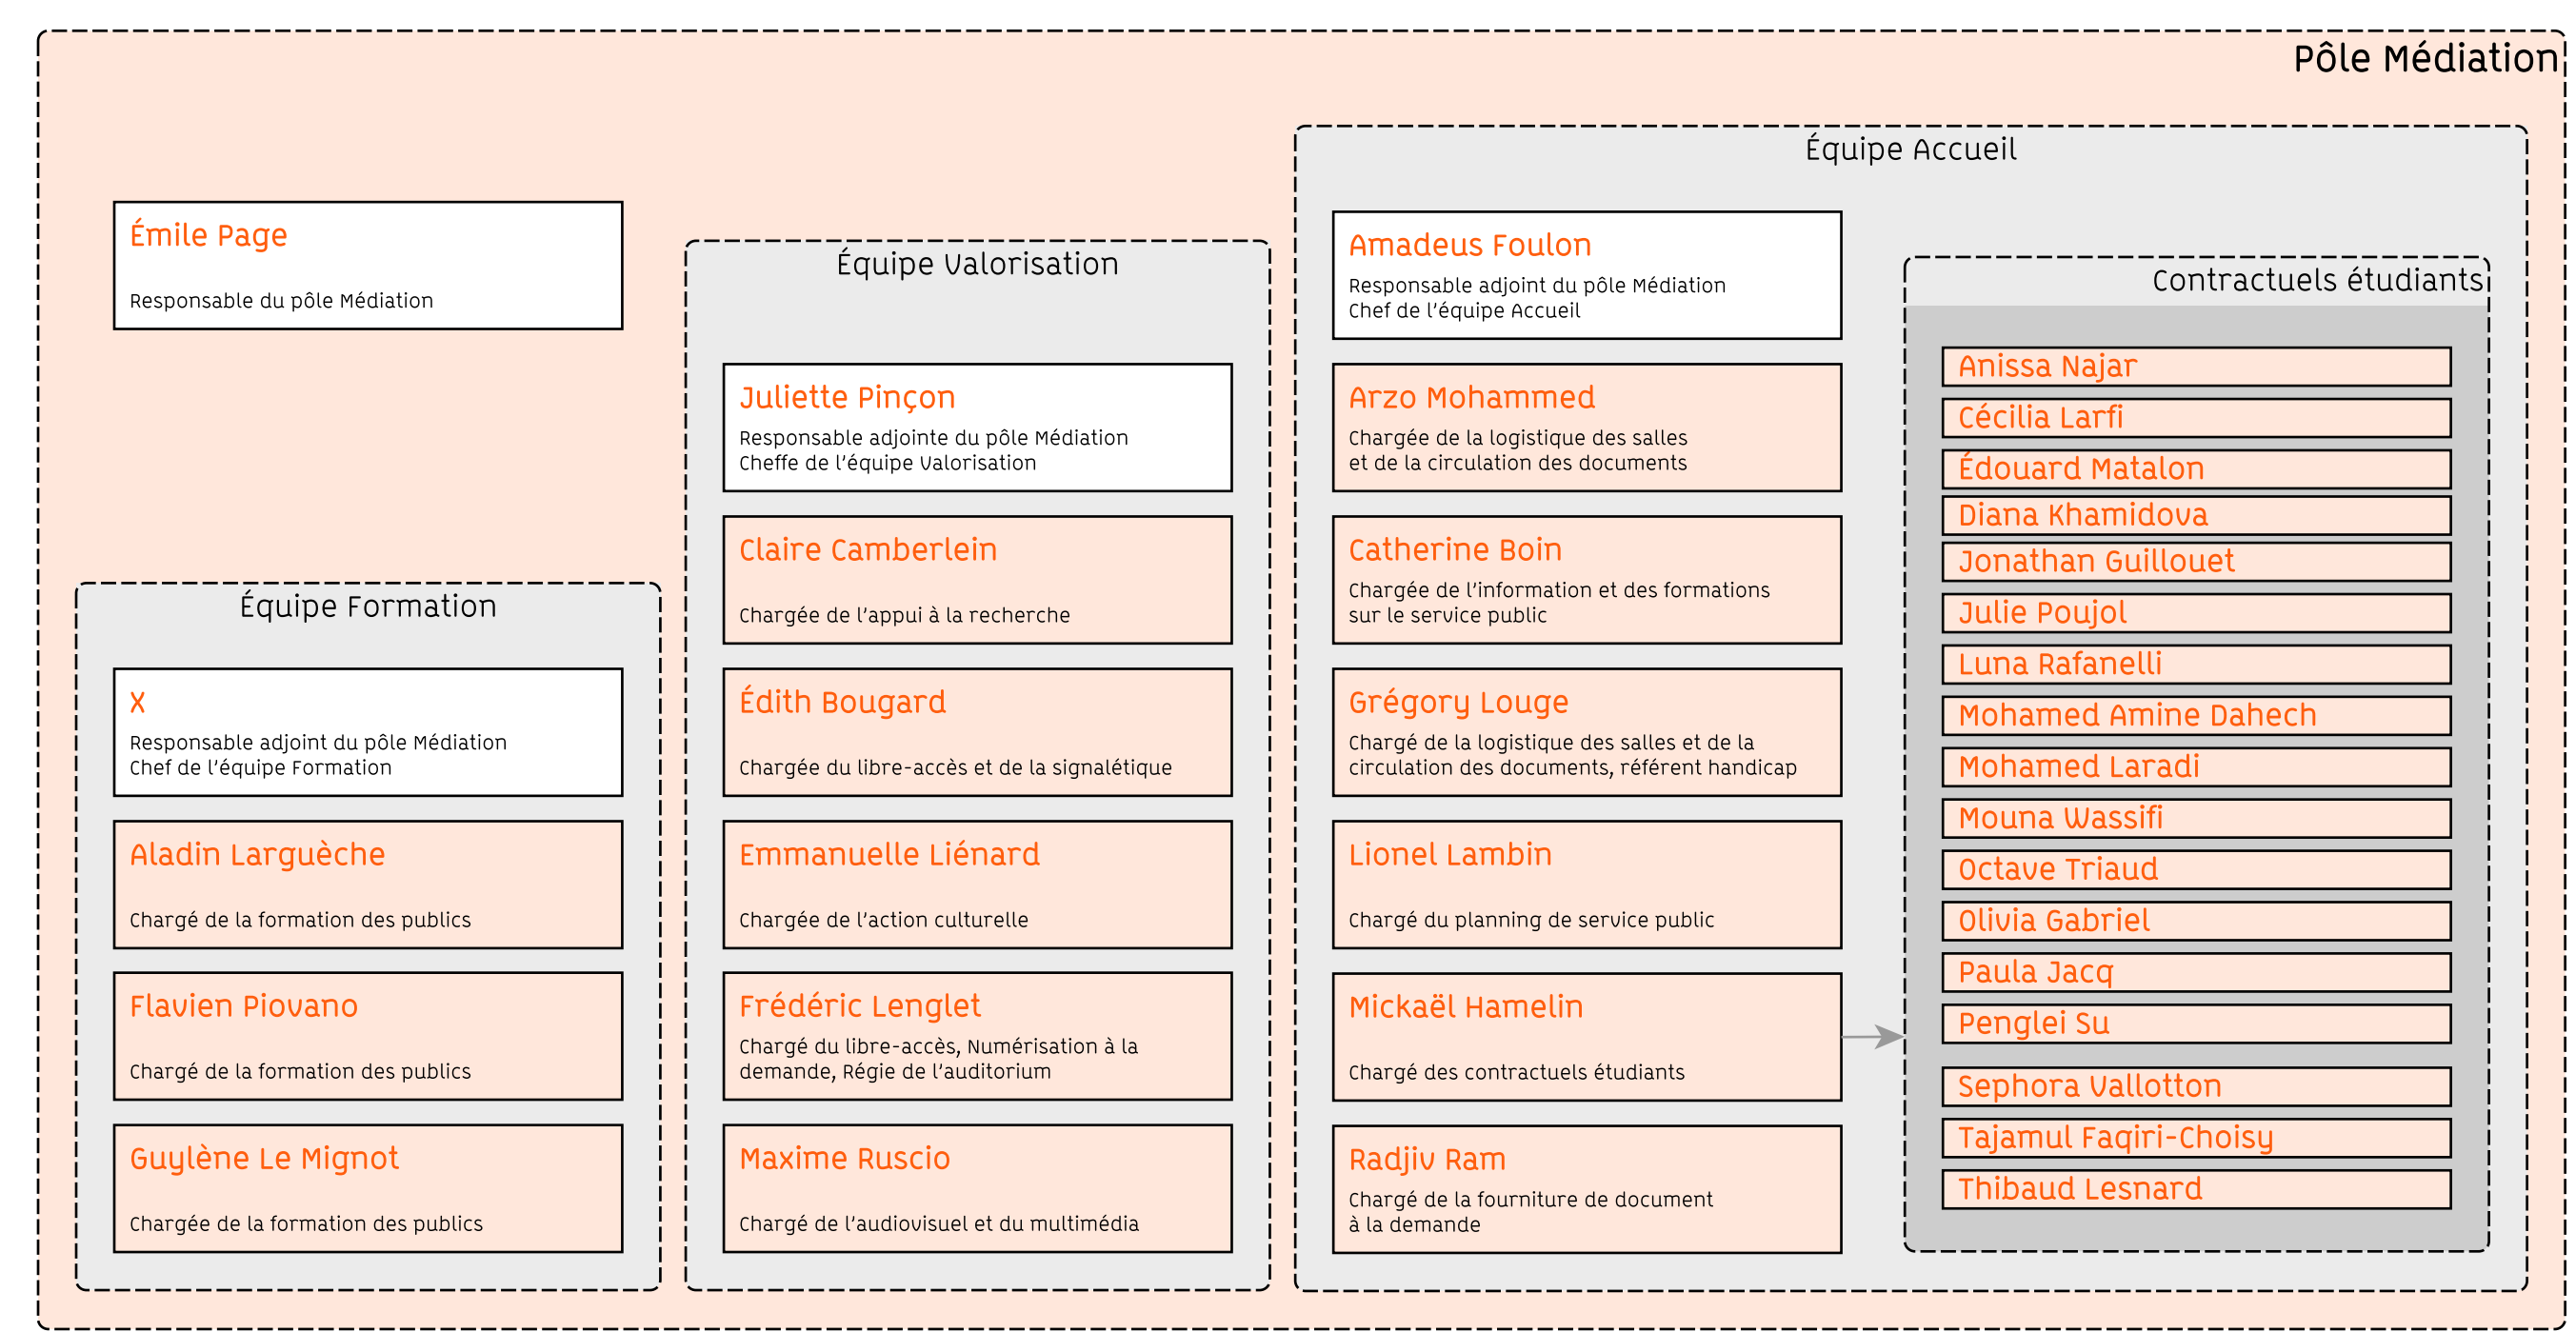 Pôle Médiation
Émile Page
Responsable du pôle Médiation
Équipe Formation
X
Responsable adjoint du pôle Médiation
Chef de l'équipe Formation
Aladin Larguèche
Chargé de la formation des publics
Flavien Piovano
Chargé de la formation des publics
Guylène Le Mignot
Chargée de la formation des publics
Équipe Valorisation
Juliette Pinçon
Responsable adjointe du pôle Médiation
Cheffe de l'équipe Valorisation
Claire Camberlein
Chargée de l'appui à la recherche
Édith Bougard
Chargée du libre-accès et de la signalétique
Emmanuelle Liénard
Chargée de l'action culturelle
Frédéric Lenglet
Chargé du libre-accès, Numérisation à la
demande, Régie de l'auditorium
Maxime Ruscio
Chargé de l'audiovisuel et du multimédia
Équipe Accueil
Amadeus Foulon
Responsable adjoint du pôle Médiation
Chef de l'équipe Accueil
Arzo Mohammed
Chargée de la logistique des salles
et de la circulation des documents
Catherine Boin
Chargée de l'information et des formations
sur le service public
Grégory Louge
Chargé de la logistique des salles et de la
circulation des documents, référent handicap
Lionel Lambin
Chargé du planning de service public
Mickaël Hamelin
Chargé des contractuels étudiants
Radjiv Ram
Chargé de la fourniture de document
à la demande
Contractuels étudiants
Anissa Najar
Cécilia Larfi
Édouard Matalon
Diana Khamidova
Jonathan Guillouet
Julie Poujol
Luna Rafanelli
Mohamed Amine Dahech
Mohamed Laradi
Mouna Wassifi
Octave Triaud
Olivia Gabriel
Paula Jacq
Penglei Su
Sephora Vallotton
Tajamul Faqiri-Choisy
Thibaud Lesnard